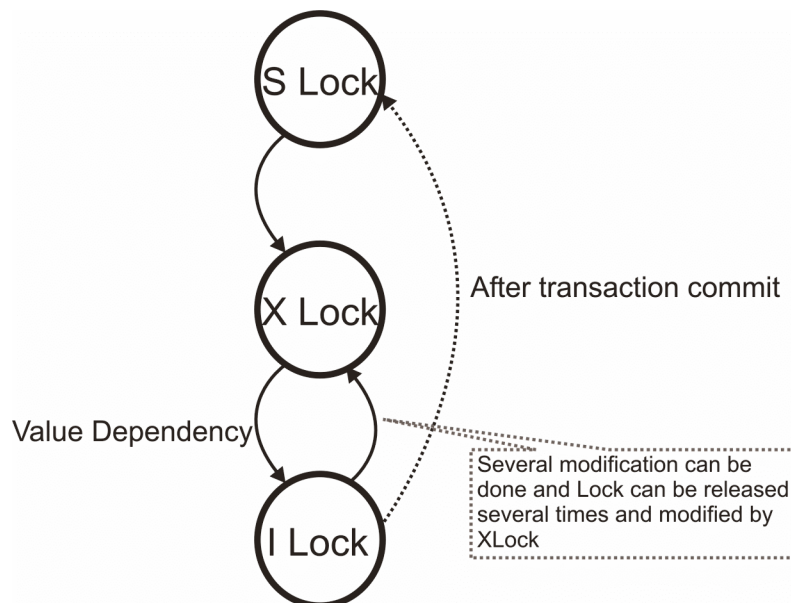 S Lock
X Lock
After transaction commit
Value Dependency
Several modification can be
done and Lock can be released
several times and modified by
XLock
I Lock